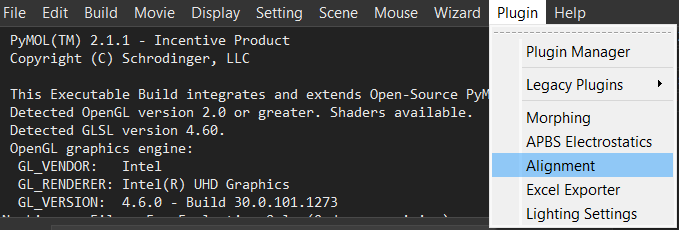 File Edit Build Movie Display Setting Scene Mouse Wizard Plugin Help
PyMOL(TM) 2.1.1 - Incentive Product
Copyright (C) Schrodinger, LLC
This Executable Build integrates and extends Open-Source PyM
Detected OpenGL version 2.0 or greater. Shaders available.
Detected GLSL version 4.60.
OpenGL graphics engine:
GL_VENDOR: Intel
GL_RENDERER: Intel(R) UHD Graphics
GL_VERSION: 4.6.0 - Build 30.0.101.1273
Plugin Manager
Legacy Plugins
Morphing
APBS Electrostatics
Alignment
Excel Exporter
Lighting Settings